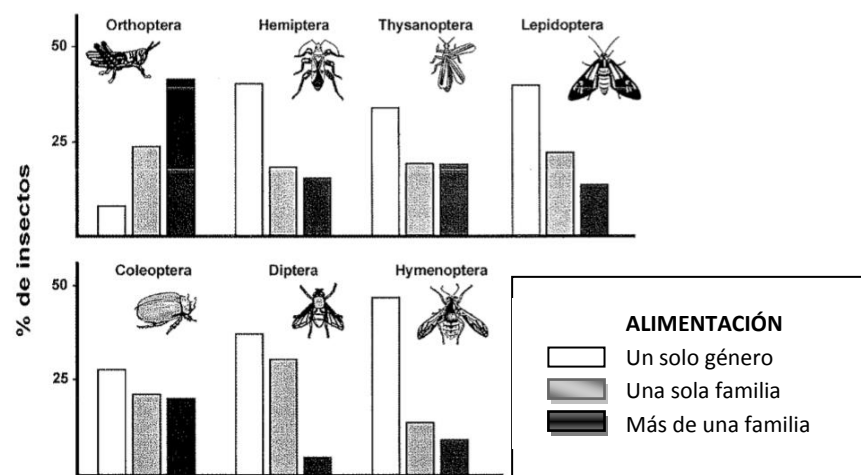 Orthoptera Hemiptera Thysanoptera Lepidoptera
50
25
% de insectos
Coleoptera Diptera Hymenoptera
50
25
ALIMENTACIÓN
Un solo género
Una sola familia
Más de una familia